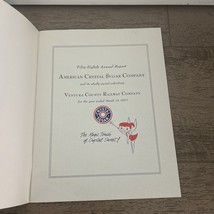 Fifty-Eighth Annual Report
AMERICAN CRYSTAL SUGAR COMPANY
and its wholly owned subsidiary
VENTURA COUNTY RAILWAY COMPANY
for the year ended March 31, 1957
The Happy Family
of Crystal Sweets!